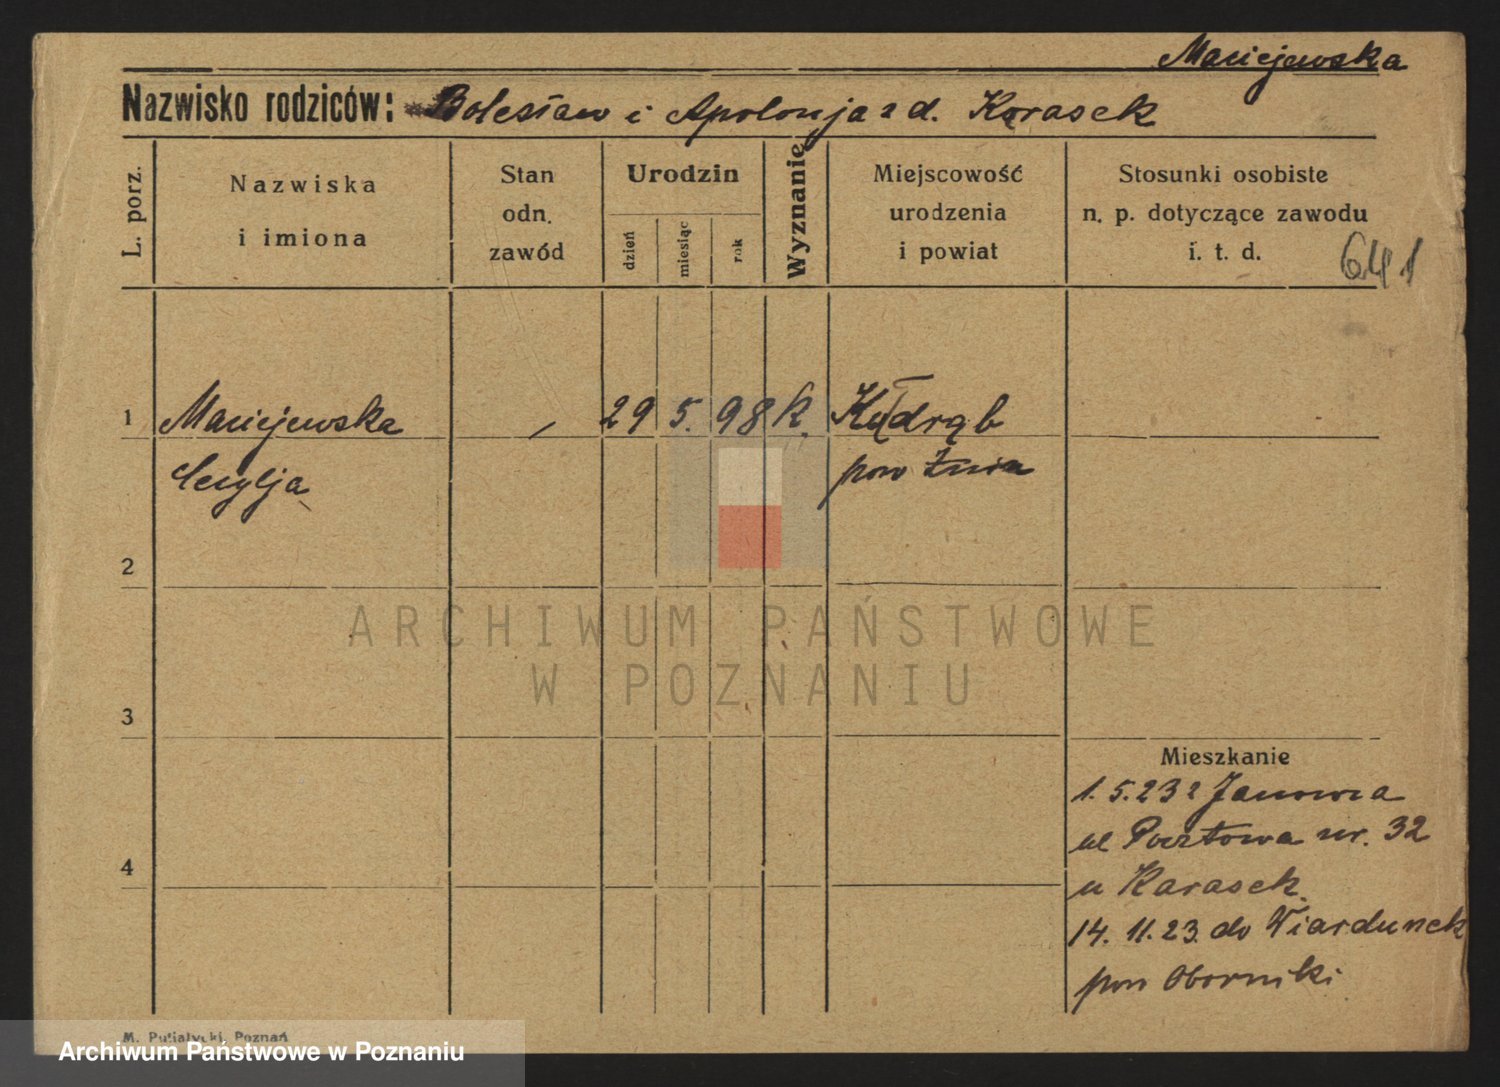 Maciejewska
Nazwisko rodziców: Bolesław i Apolonja z d. Karasek
L. porz.
Nazwiska
i imiona
Stan
odn.
zawód
Urodzin
dzień
miesiąc
rok
Wyznanie
Miejscowość
urodzenia
i powiat
Stosunki osobiste
n. p. dotyczące zawodu
i. t. d.
641
1 Maciejewska 29 5. 98 k. Kołdrąb
Cecylja pow Żnin
2
3
4
Mieszkanie
1. 5. 23 z Janowca
ul Pocztowa nr. 32
u Karasek.
14. 11. 23. do Wiardunek
pow Oborniki
M. Putiatycki, Poznań
ARCHIWUM PAŃSTWOWE
W POZNANIU
Archiwum Państwowe w Poznaniu